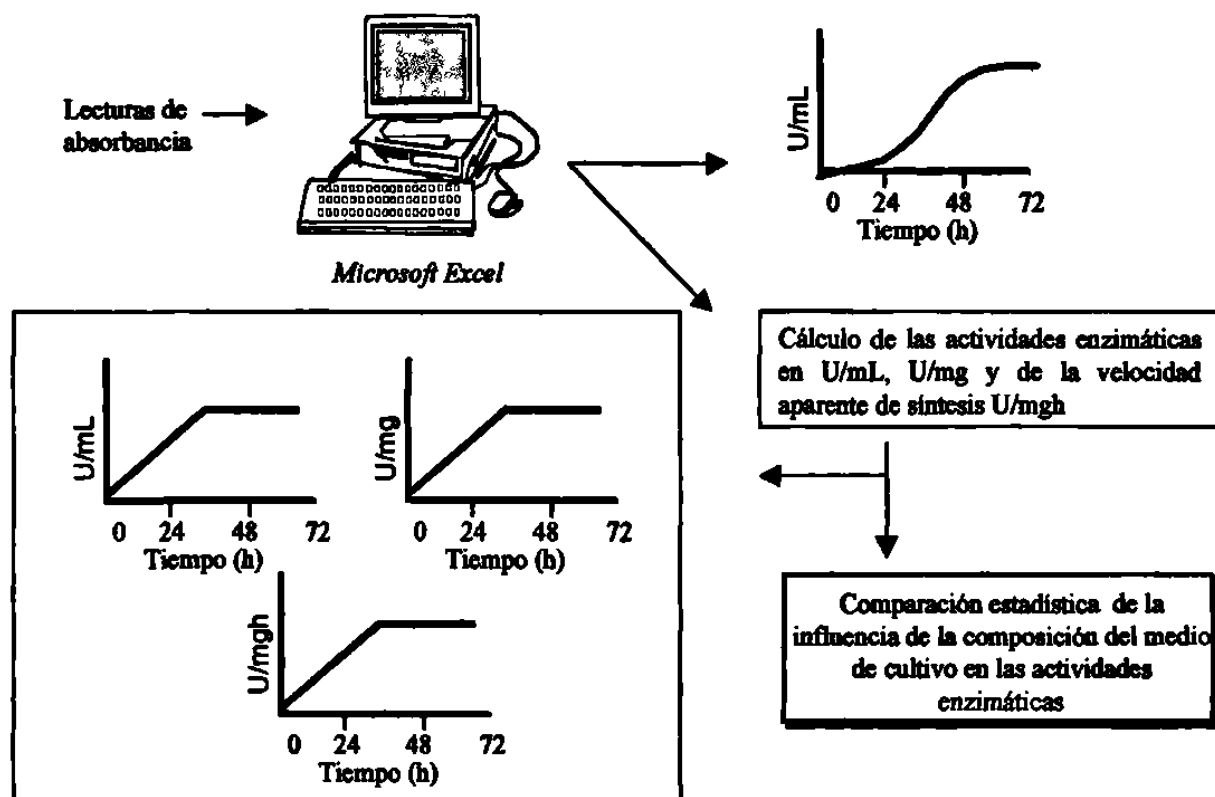 Lecturas de
absorbancia
Microsoft Excel
U/mL
0 24 48 72
Tiempo (h)
Cálculo de las actividades enzimáticas
en U/mL, U/mg y de la velocidad
aparente de síntesis U/mgh
U/mL
0 24 48 72
Tiempo (h)
U/mg
0 24 48 72
Tiempo (h)
U/mgh
0 24 48 72
Tiempo (h)
Comparación estadística de la
influencia de la composición del medio
de cultivo en las actividades
enzimáticas